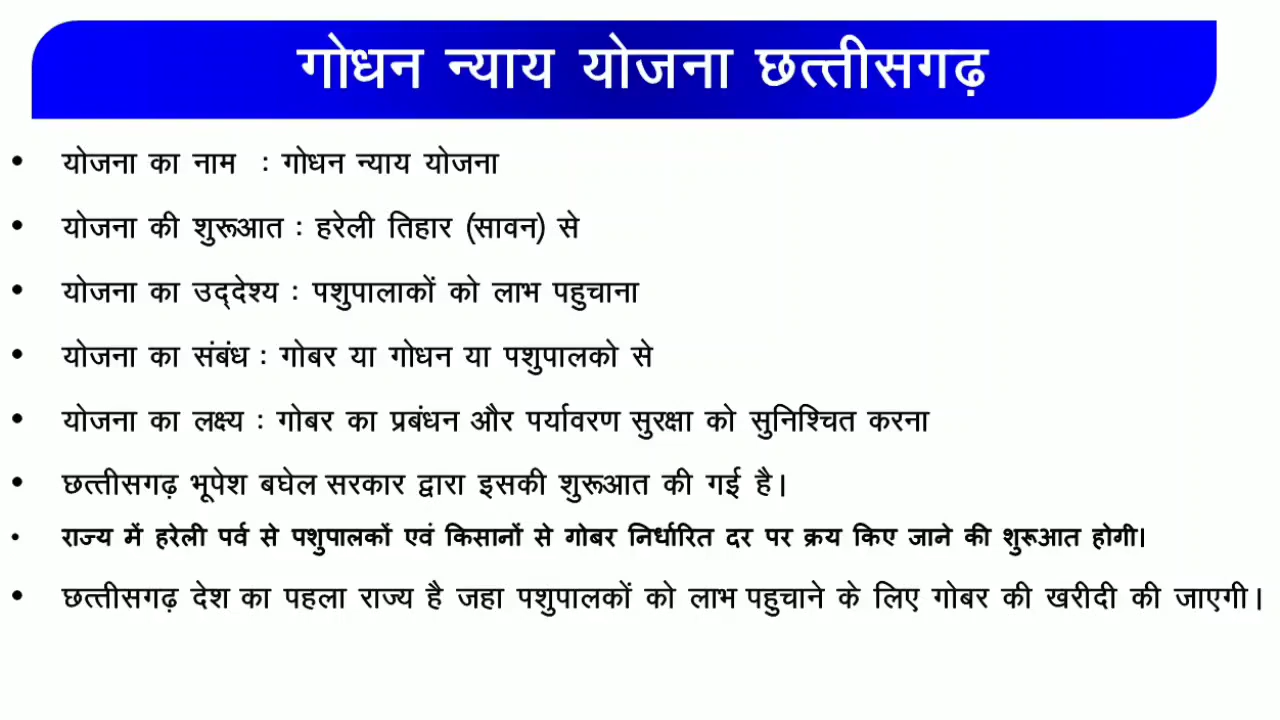 गोधन न्याय योजना छत्तीसगढ़
• योजना का नाम : गोधन न्याय योजना
• योजना की शुरूआत : हरेली तिहार (सावन) से
• योजना का उद्‌देश्य : पशुपालाकों को लाभ पहुचाना
• योजना का संबंध : गोबर या गोधन या पशुपालको से
• योजना का लक्ष्य : गोबर का प्रबंधन और पर्यावरण सुरक्षा को सुनिश्चित करना
• छत्तीसगढ़ भूपेश बघेल सरकार द्वारा इसकी शुरूआत की गई है।
• राज्य में हरेली पर्व से पशुपालकों एवं किसानों से गोबर निर्धारित दर पर क्रय किए जाने की शुरूआत होगी।
• छत्तीसगढ़ देश का पहला राज्य है जहा पशुपालकों को लाभ पहुचाने के लिए गोबर की खरीदी की जाएगी।